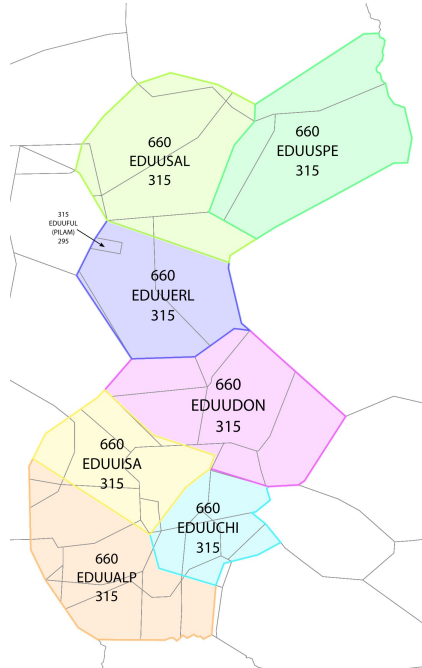 660
EDUUSAL
315
660
EDUUSPE
315
315
EDUUFUL
(PILAM)
295
660
EDUUERL
315
660
EDUUDON
315
660
EDUUISA
315
660
EDUUCHI
315
660
EDUUALP
315